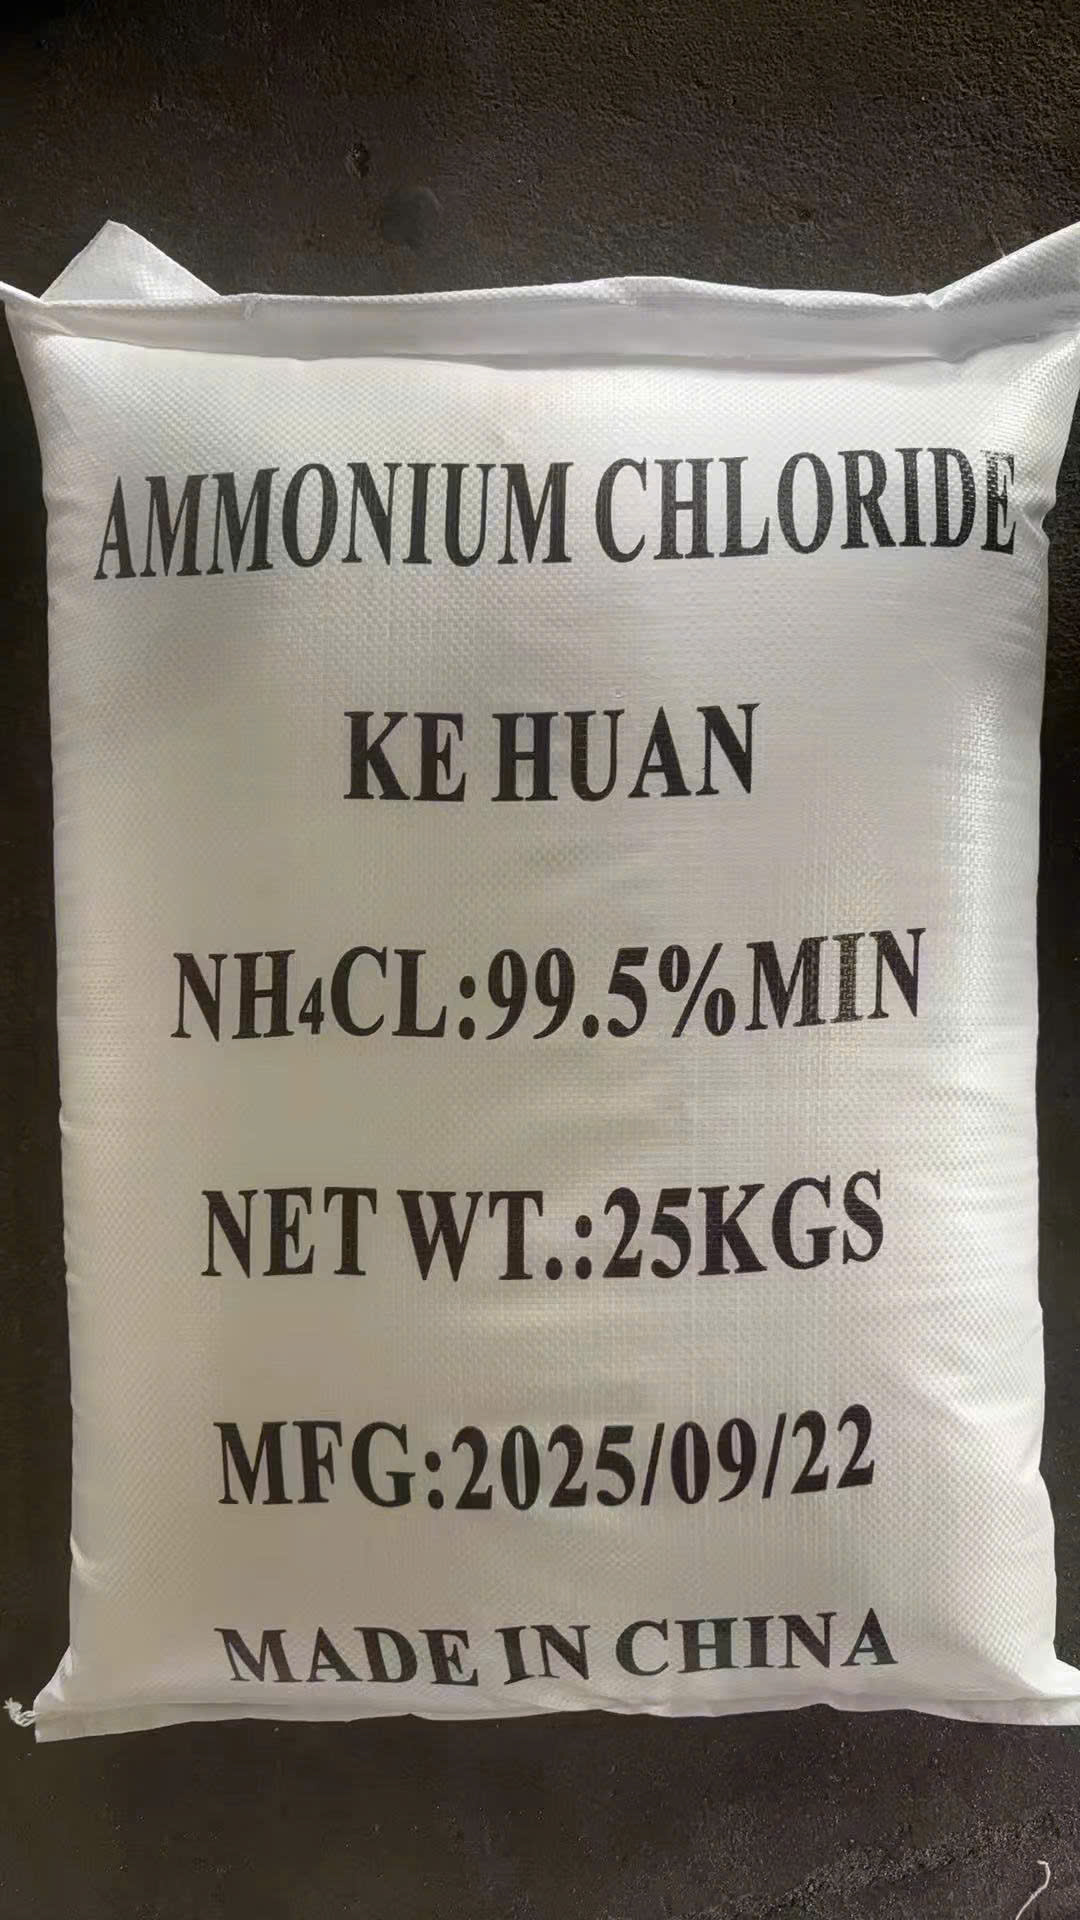 AMMONIUM CHLORIDE
KE HUAN
NH₄CL:99.5%MIN
NET WT.:25KGS
MFG:2025/09/22
MADE IN CHINA